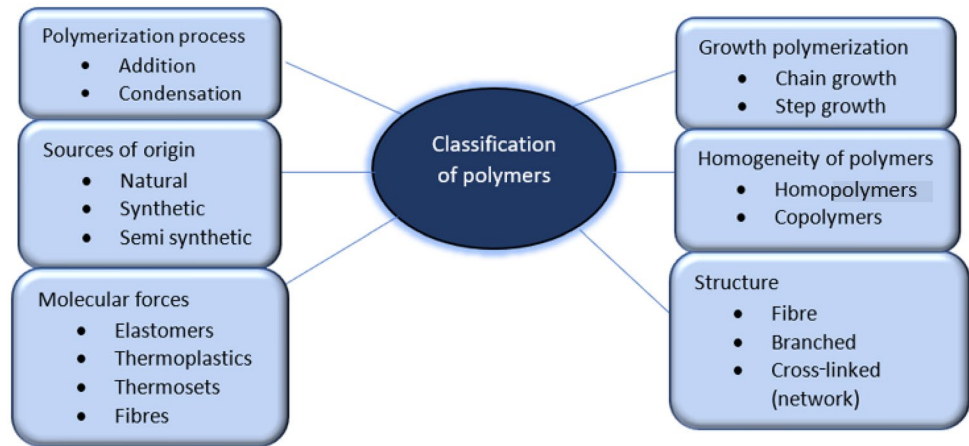 Polymerization process
• Addition
• Condensation
Sources of origin
• Natural
• Synthetic
• Semi synthetic
Molecular forces
• Elastomers
• Thermoplastics
• Thermosets
• Fibres
Classification
of polymers
Growth polymerization
• Chain growth
• Step growth
Homogeneity of polymers
• Homopolymers
• Copolymers
Structure
• Fibre
• Branched
• Cross-linked
(network)